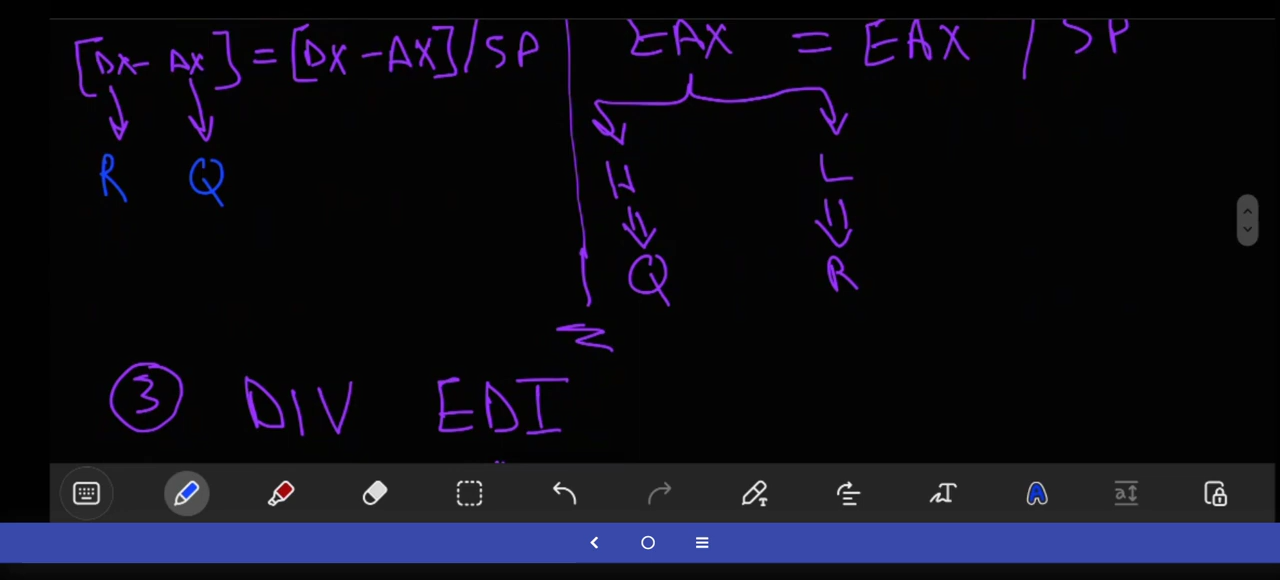 [DX- AX] = [DX - AX] / SP
EAX = EAX / SP
R Q
H L
Q R
3 DIV EDI